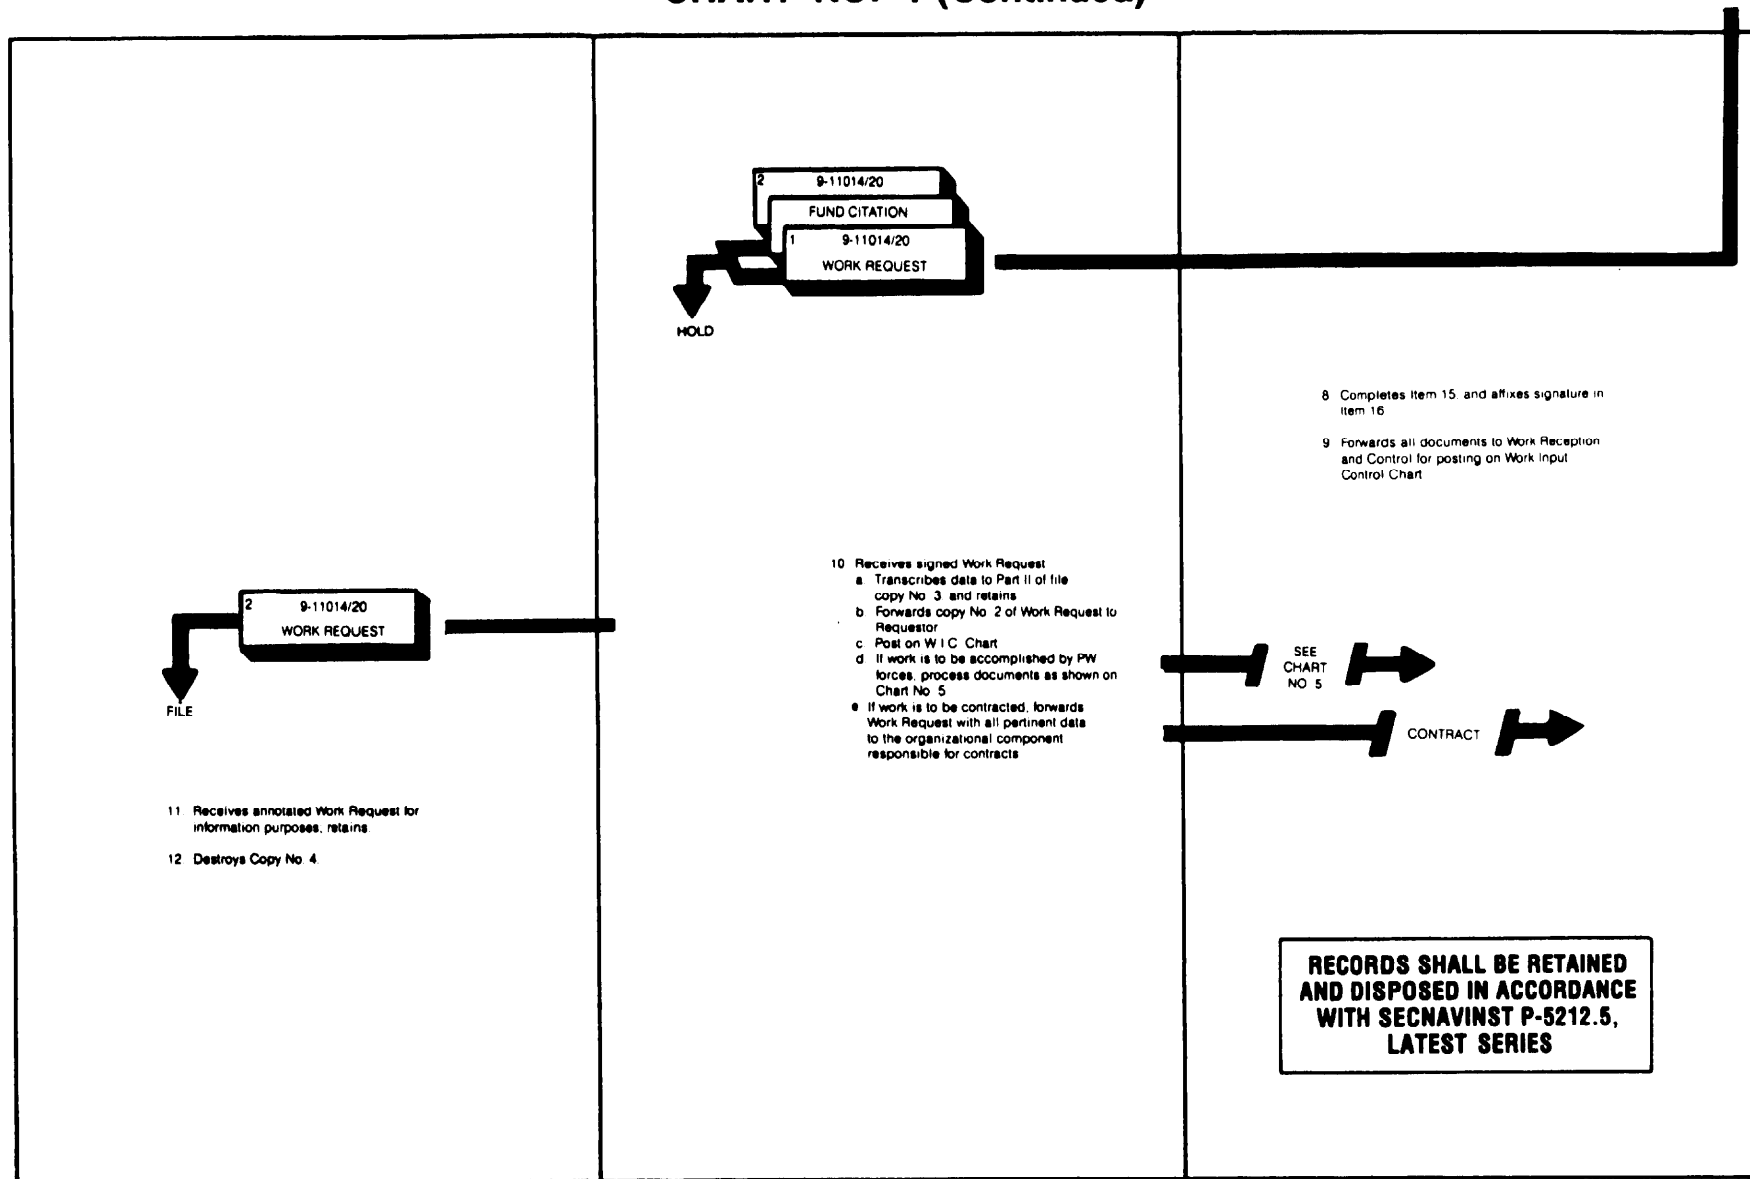 CHART NO. (Continued)
2 9-11014/20
FUND CITATION
1 9-11014/20
WORK REQUEST
HOLD
8 Completes Item 15, and affixes signature in
Item 16
9 Forwards all documents to Work Reception
and Control for posting on Work Input
Control Chart
10 Receives signed Work Request
a Transcribes data to Part II of file
copy No. 3 and retains
b Forwards copy No. 2 of Work Request to
Requestor
c Post on W I C Chart
d If work is to be accomplished by PW
forces, process documents as shown on
Chart No. 5
e If work is to be contracted, forwards
Work Request with all pertinent data
to the organizational component
responsible for contracts
2 9-11014/20
WORK REQUEST
FILE
SEE
CHART
NO 5
CONTRACT
11. Receives annotated Work Request for
information purposes, retains.
12. Destroys Copy No. 4.
RECORDS SHALL BE RETAINED
AND DISPOSED IN ACCORDANCE
WITH SECNAVINST P-5212.5,
LATEST SERIES